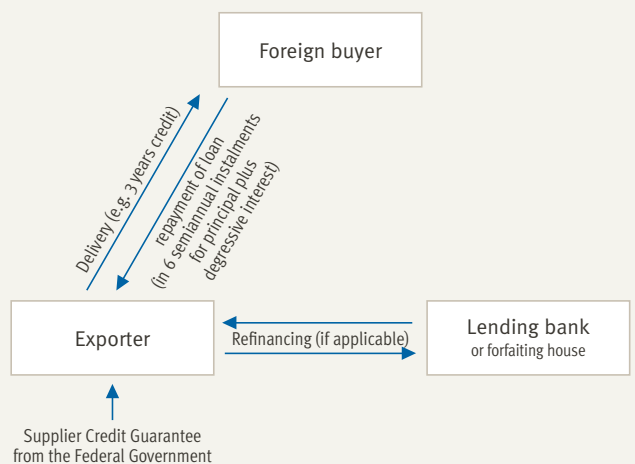 Foreign buyer
Delivery (e.g. 3 years credit)
repayment of loan
(in 6 semiannual instalments
for principal plus
degressive interest)
Exporter
Refinancing (if applicable)
Lending bank
or forfaiting house
Supplier Credit Guarantee
from the Federal Government